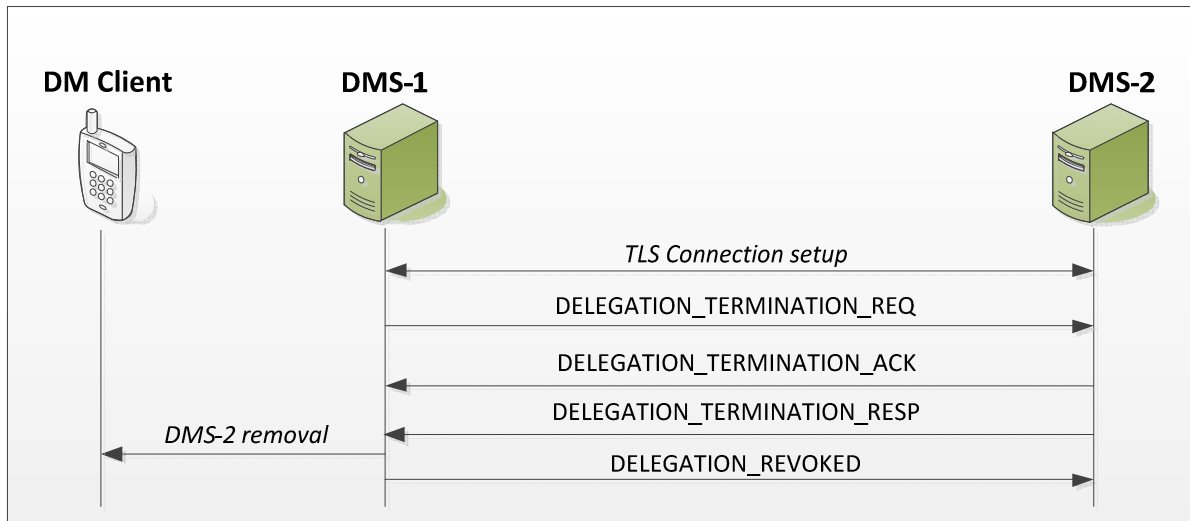 DM Client
DMS-1
DMS-2
TLS Connection setup
DELEGATION_TERMINATION_REQ
DELEGATION_TERMINATION_ACK
DELEGATION_TERMINATION_RESP
DMS-2 removal
DELEGATION_REVOKED